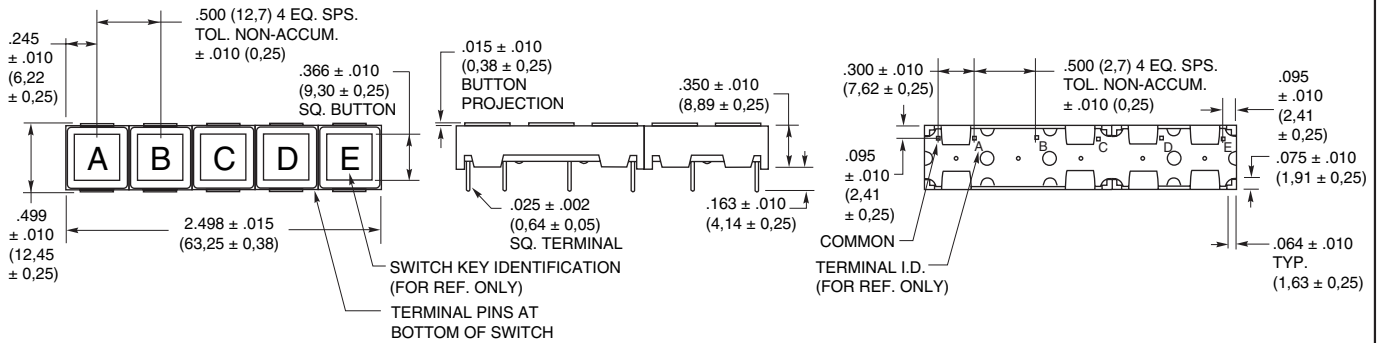 .500 (12,7) 4 EQ. SPS.
TOL. NON-ACCUM.
± .010 (0,25)
.245
± .010
(6,22
± 0,25)
.366 ± .010
(9,30 ± 0,25)
SQ. BUTTON
A
B
C
D
E
.499
± .010
(12,45
± 0,25)
2.498 ± .015
(63,25 ± 0,38)
SWITCH KEY IDENTIFICATION
(FOR REF. ONLY)
TERMINAL PINS AT
BOTTOM OF SWITCH
.015 ± .010
(0,38 ± 0,25)
BUTTON
PROJECTION
.350 ± .010
(8,89 ± 0,25)
.025 ± .002
(0,64 ± 0,05)
SQ. TERMINAL
.163 ± .010
(4,14 ± 0,25)
.300 ± .010
(7,62 ± 0,25)
.500 (2,7) 4 EQ. SPS.
TOL. NON-ACCUM.
± .010 (0,25)
.095
± .010
(2,41
± 0,25)
A
B
C
D
E
.095
± .010
(2,41
± 0,25)
.075 ± .010
(1,91 ± 0,25)
COMMON
TERMINAL I.D.
(FOR REF. ONLY)
.064 ± .010
TYP.
(1,63 ± 0,25)